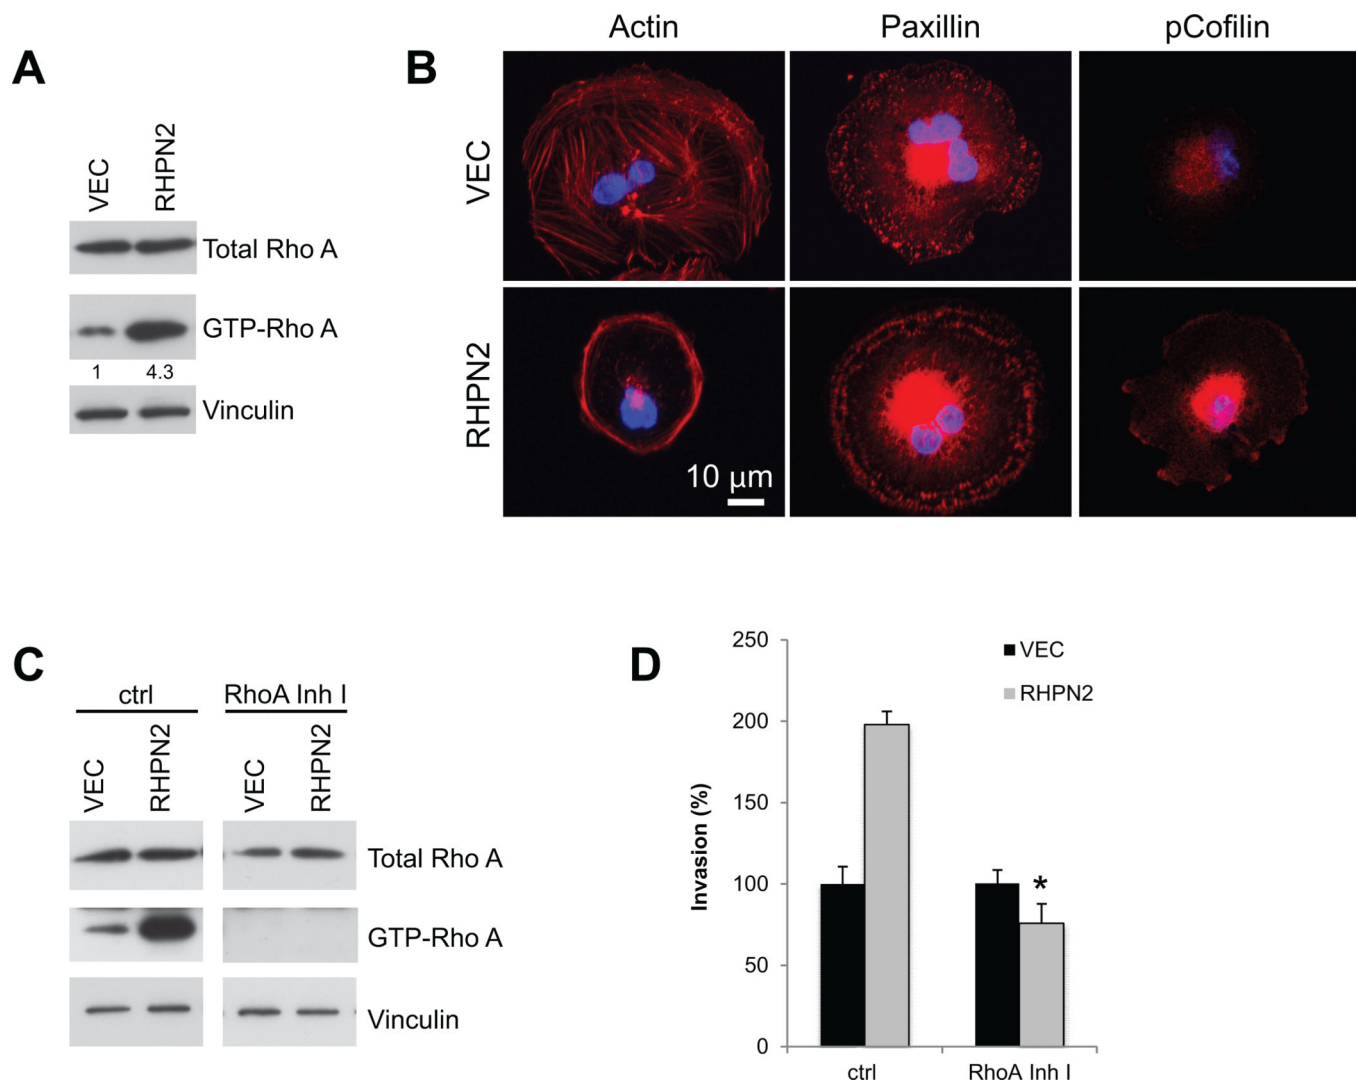 A
VEC
RHPN2
Total Rho A
GTP-Rho A
1 4.3
Vinculin
B
Actin Paxillin pCofilin
VEC
RHPN2
10 µm
C
ctrl RhoA Inh I
VEC RHPN2 VEC RHPN2
Total Rho A
GTP-Rho A
Vinculin
D
VEC
RHPN2
Invasion (%)
250
200
150
100
50
0
*
ctrl RhoA Inh I